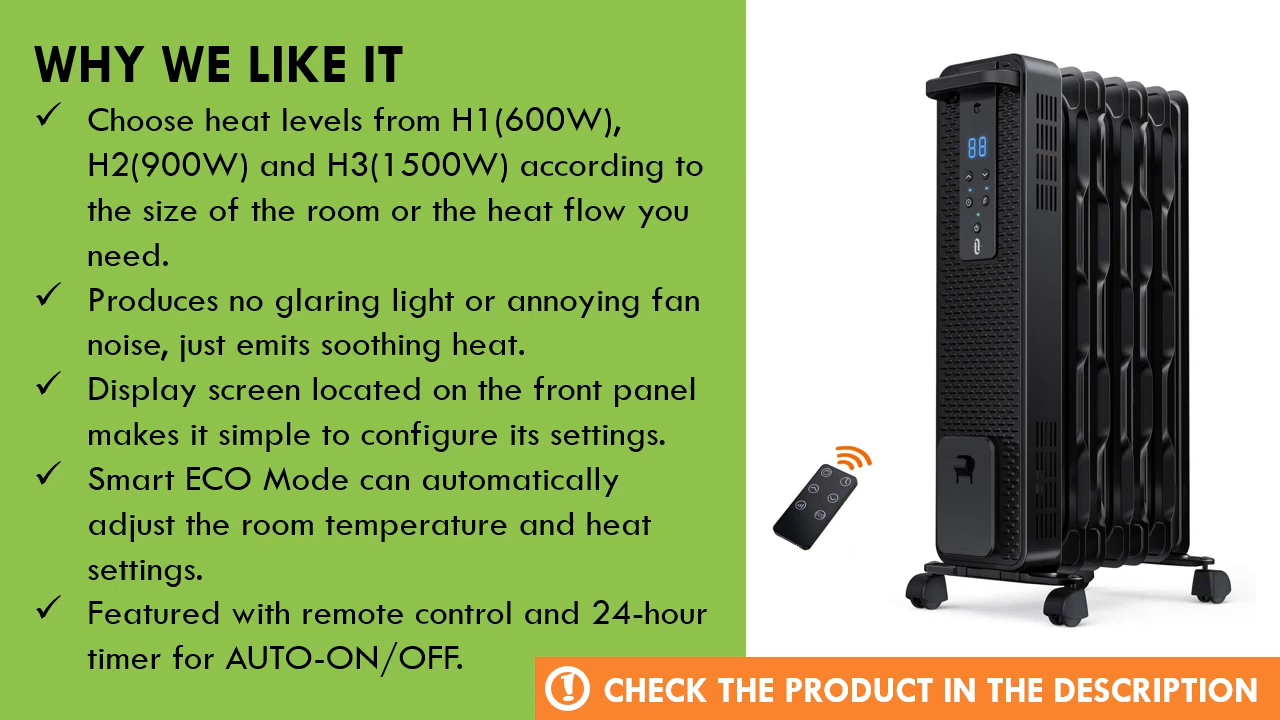 WHY WE LIKE IT
✓ Choose heat levels from H1(600W),
H2(900W) and H3(1500W) according to
the size of the room or the heat flow you
need.
✓ Produces no glaring light or annoying fan
noise, just emits soothing heat.
✓ Display screen located on the front panel
makes it simple to configure its settings.
✓ Smart ECO Mode can automatically
adjust the room temperature and heat
settings.
✓ Featured with remote control and 24-hour
timer for AUTO-ON/OFF.
88
CHECK THE PRODUCT IN THE DESCRIPTION